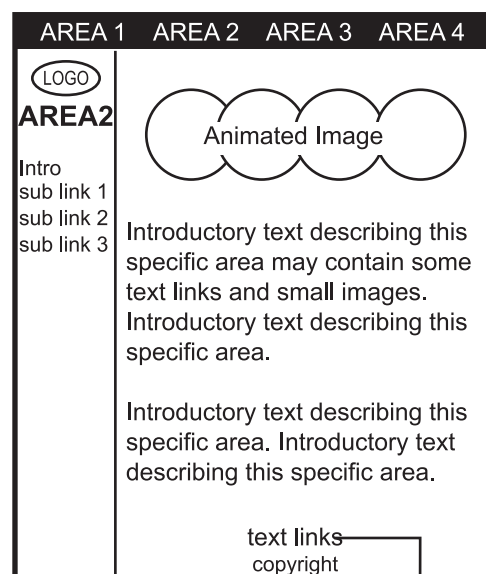 AREA 1 AREA 2 AREA 3 AREA 4
LOGO
AREA2
Intro
sub link 1
sub link 2
sub link 3
Animated Image
Introductory text describing this
specific area may contain some
text links and small images.
Introductory text describing this
specific area.
Introductory text describing this
specific area. Introductory text
describing this specific area.
text links
copyright